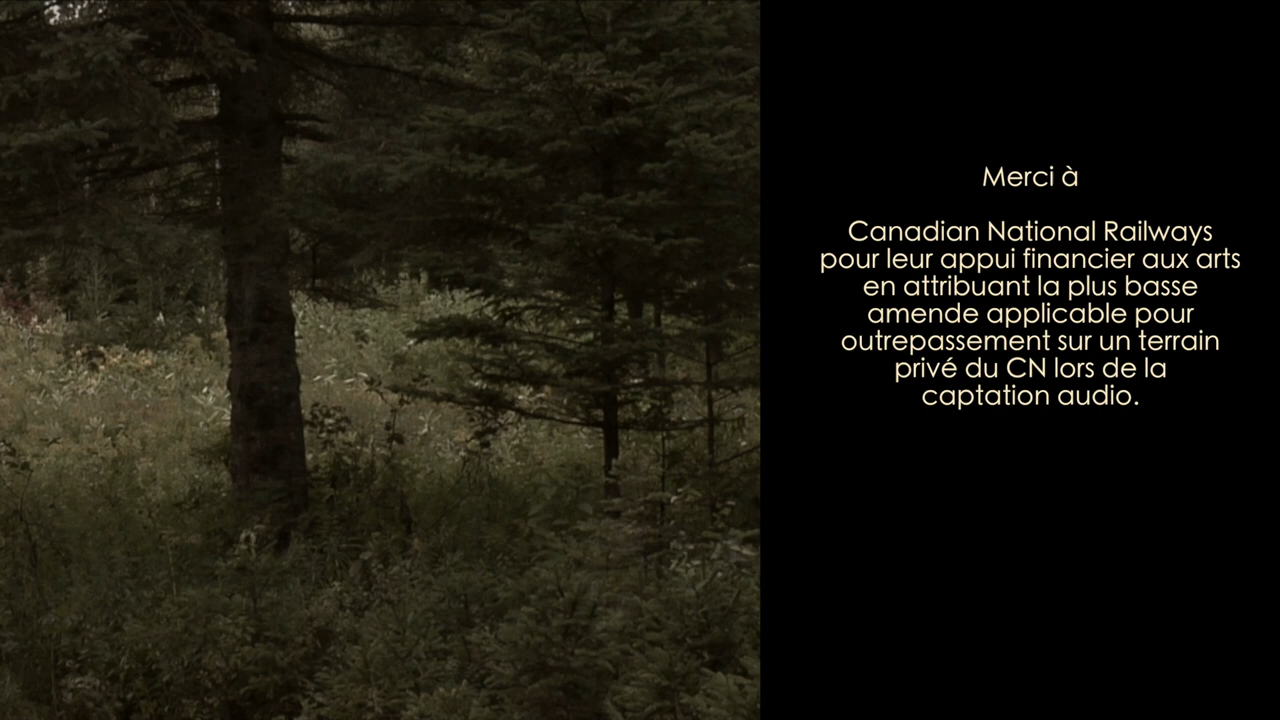 Merci à
Canadian National Railways
pour leur appui financier aux arts
en attribuant la plus basse
amende applicable pour
outrepassement sur un terrain
privé du CN lors de la
captation audio.